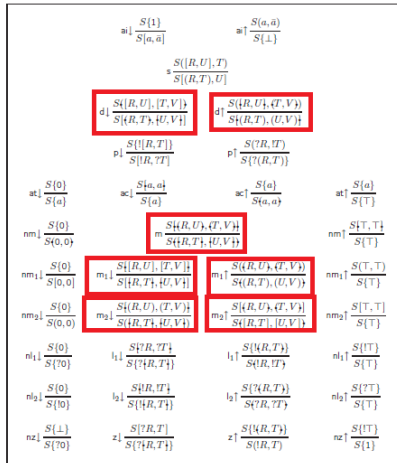 ai↓ S{1} ai↑ S(a, ā)
S[a, ā] S{⊥}
s S([R, U], T)
S[(R, T), U]
d↓ S⦅[R, U], [T, V]⦆ d↑ S(⟦R, U⟧, ⦅T, V⦆)
S[⦅R, T⦆, ⟦U, V⟧] S⟦(R, T), (U, V)⟧
p↓ S{![R, T]} p↑ S(?R, !T)
S[!R, ?T] S{?(R, T)}
at↓ S{0} ac↓ S⟦a, a⟧ ac↑ S{a} at↑ S{a}
S{a} S{a} S⦅a, a⦆ S{⊤}
nm↓ S{0} m S⟦⦅R, U⦆, ⦅T, V⦆⟧ nm↑ S⟦⊤, ⊤⟧
S⦅0, 0⦆ S⦅⟦R, T⟧, ⟦U, V⟧⦆ S{⊤}
nm₁↓ S{0} m₁↓ S⟦[R, U], [T, V]⟧ m₁↑ S⦅(R, U), (T, V)⦆ nm₁↑ S(⊤, ⊤)
S[0, 0] S[⟦R, T⟧, ⟦U, V⟧] S(⦅R, T⦆, ⦅U, V⦆) S{⊤}
nm₂↓ S{0} m₂↓ S⟦(R, U), (T, V)⟧ m₂↑ S[⦅R, U⦆, ⦅T, V⦆] nm₂↑ S[⊤, ⊤]
S(0, 0) S(⟦R, T⟧, ⟦U, V⟧) S⦅[R, T], [U, V]⦆ S{⊤}
nl₁↓ S{0} l₁↓ S⟦?R, ?T⟧ l₁↑ S{!⦅R, T⦆} nl₁↑ S{!⊤}
S{?0} S{?⟦R, T⟧} S⦅!R, !T⦆ S{⊤}
nl₂↓ S{0} l₂↓ S⟦!R, !T⟧ l₂↑ S{?⦅R, T⦆} nl₂↑ S{?⊤}
S{!0} S{!⟦R, T⟧} S⦅?R, ?T⦆ S{⊤}
nz↓ S{⊥} z↓ S[?R, T] z↑ S{!⦅R, T⦆} nz↑ S{!⊤}
S{?0} S{?⟦R, T⟧} S(!R, T) S{1}